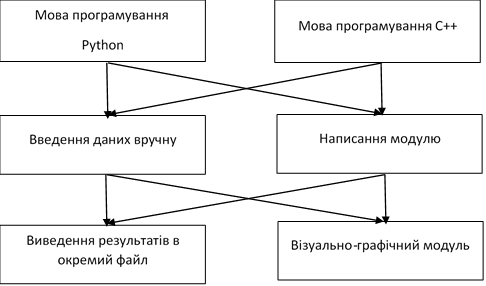 Мова програмування
Python
Мова програмування С++
Введення даних вручну
Написання модулю
Виведення результатів в
окремий файл
Візуально-графічний модуль